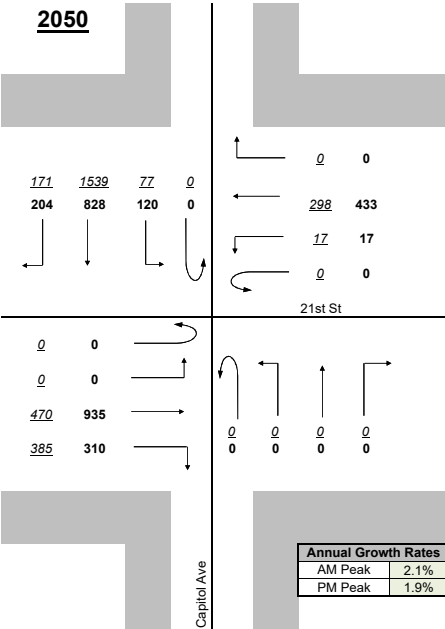 2050
0 0
171 1539 77 0
204 828 120 0
298 433
17 17
0 0
21st St
0 0
0 0
470 935
385 310
0 0 0 0
0 0 0 0
Capitol Ave
Annual Growth Rates
AM Peak 2.1%
PM Peak 1.9%